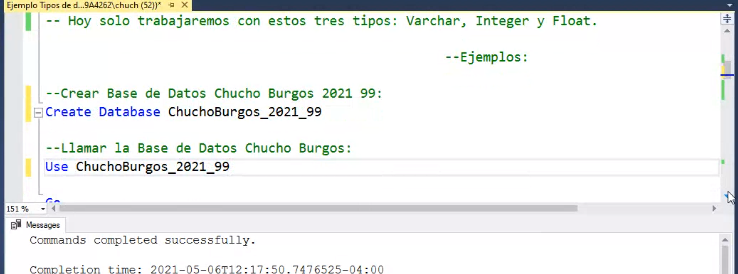 Ejemplo Tipos de d...9A426Z\chuch (52))*
-- Hoy solo trabajaremos con estos tres tipos: Varchar, Integer y Float.
--Ejemplos:
--Crear Base de Datos Chucho Burgos 2021 99:
Create Database ChuchoBurgos_2021_99
--Llamar la Base de Datos Chucho Burgos:
Use ChuchoBurgos_2021_99
Go
151 %
Messages
Commands completed successfully.
Completion time: 2021-05-06T12:17:50.7476525-04:00